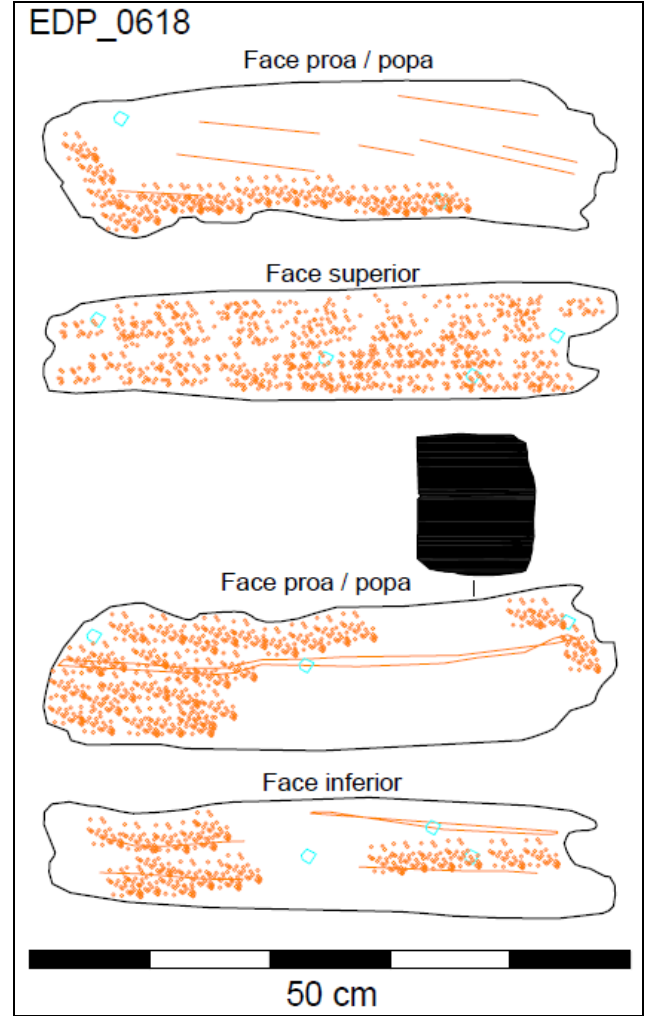 EDP_0618
Face proa / popa
Face superior
Face proa / popa
Face inferior
50 cm